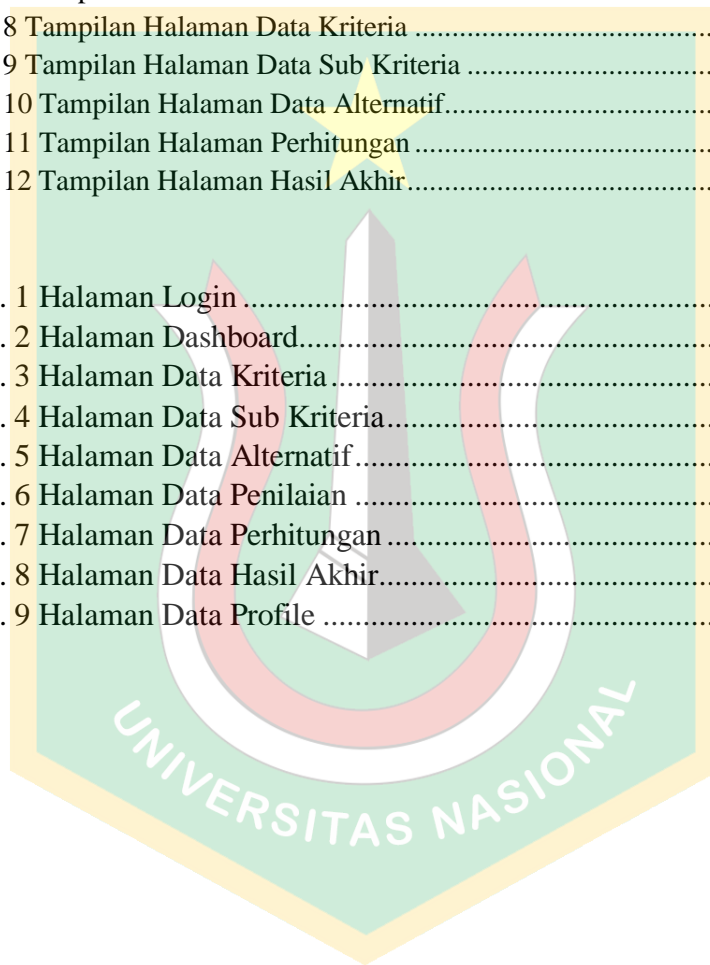 8 Tampilan Halaman Data Kriteria ..........................................
9 Tampilan Halaman Data Sub Kriteria ..................................
10 Tampilan Halaman Data Alternatif.....................................
11 Tampilan Halaman Perhitungan ..........................................
12 Tampilan Halaman Hasil Akhir...........................................
. 1 Halaman Login ............................................................
. 2 Halaman Dashboard.....................................................
. 3 Halaman Data Kriteria .................................................
. 4 Halaman Data Sub Kriteria..........................................
. 5 Halaman Data Alternatif..............................................
. 6 Halaman Data Penilaian ..............................................
. 7 Halaman Data Perhitungan ..........................................
. 8 Halaman Data Hasil Akhir...........................................
. 9 Halaman Data Profile ..................................................
UNIVERSITAS NASIONAL